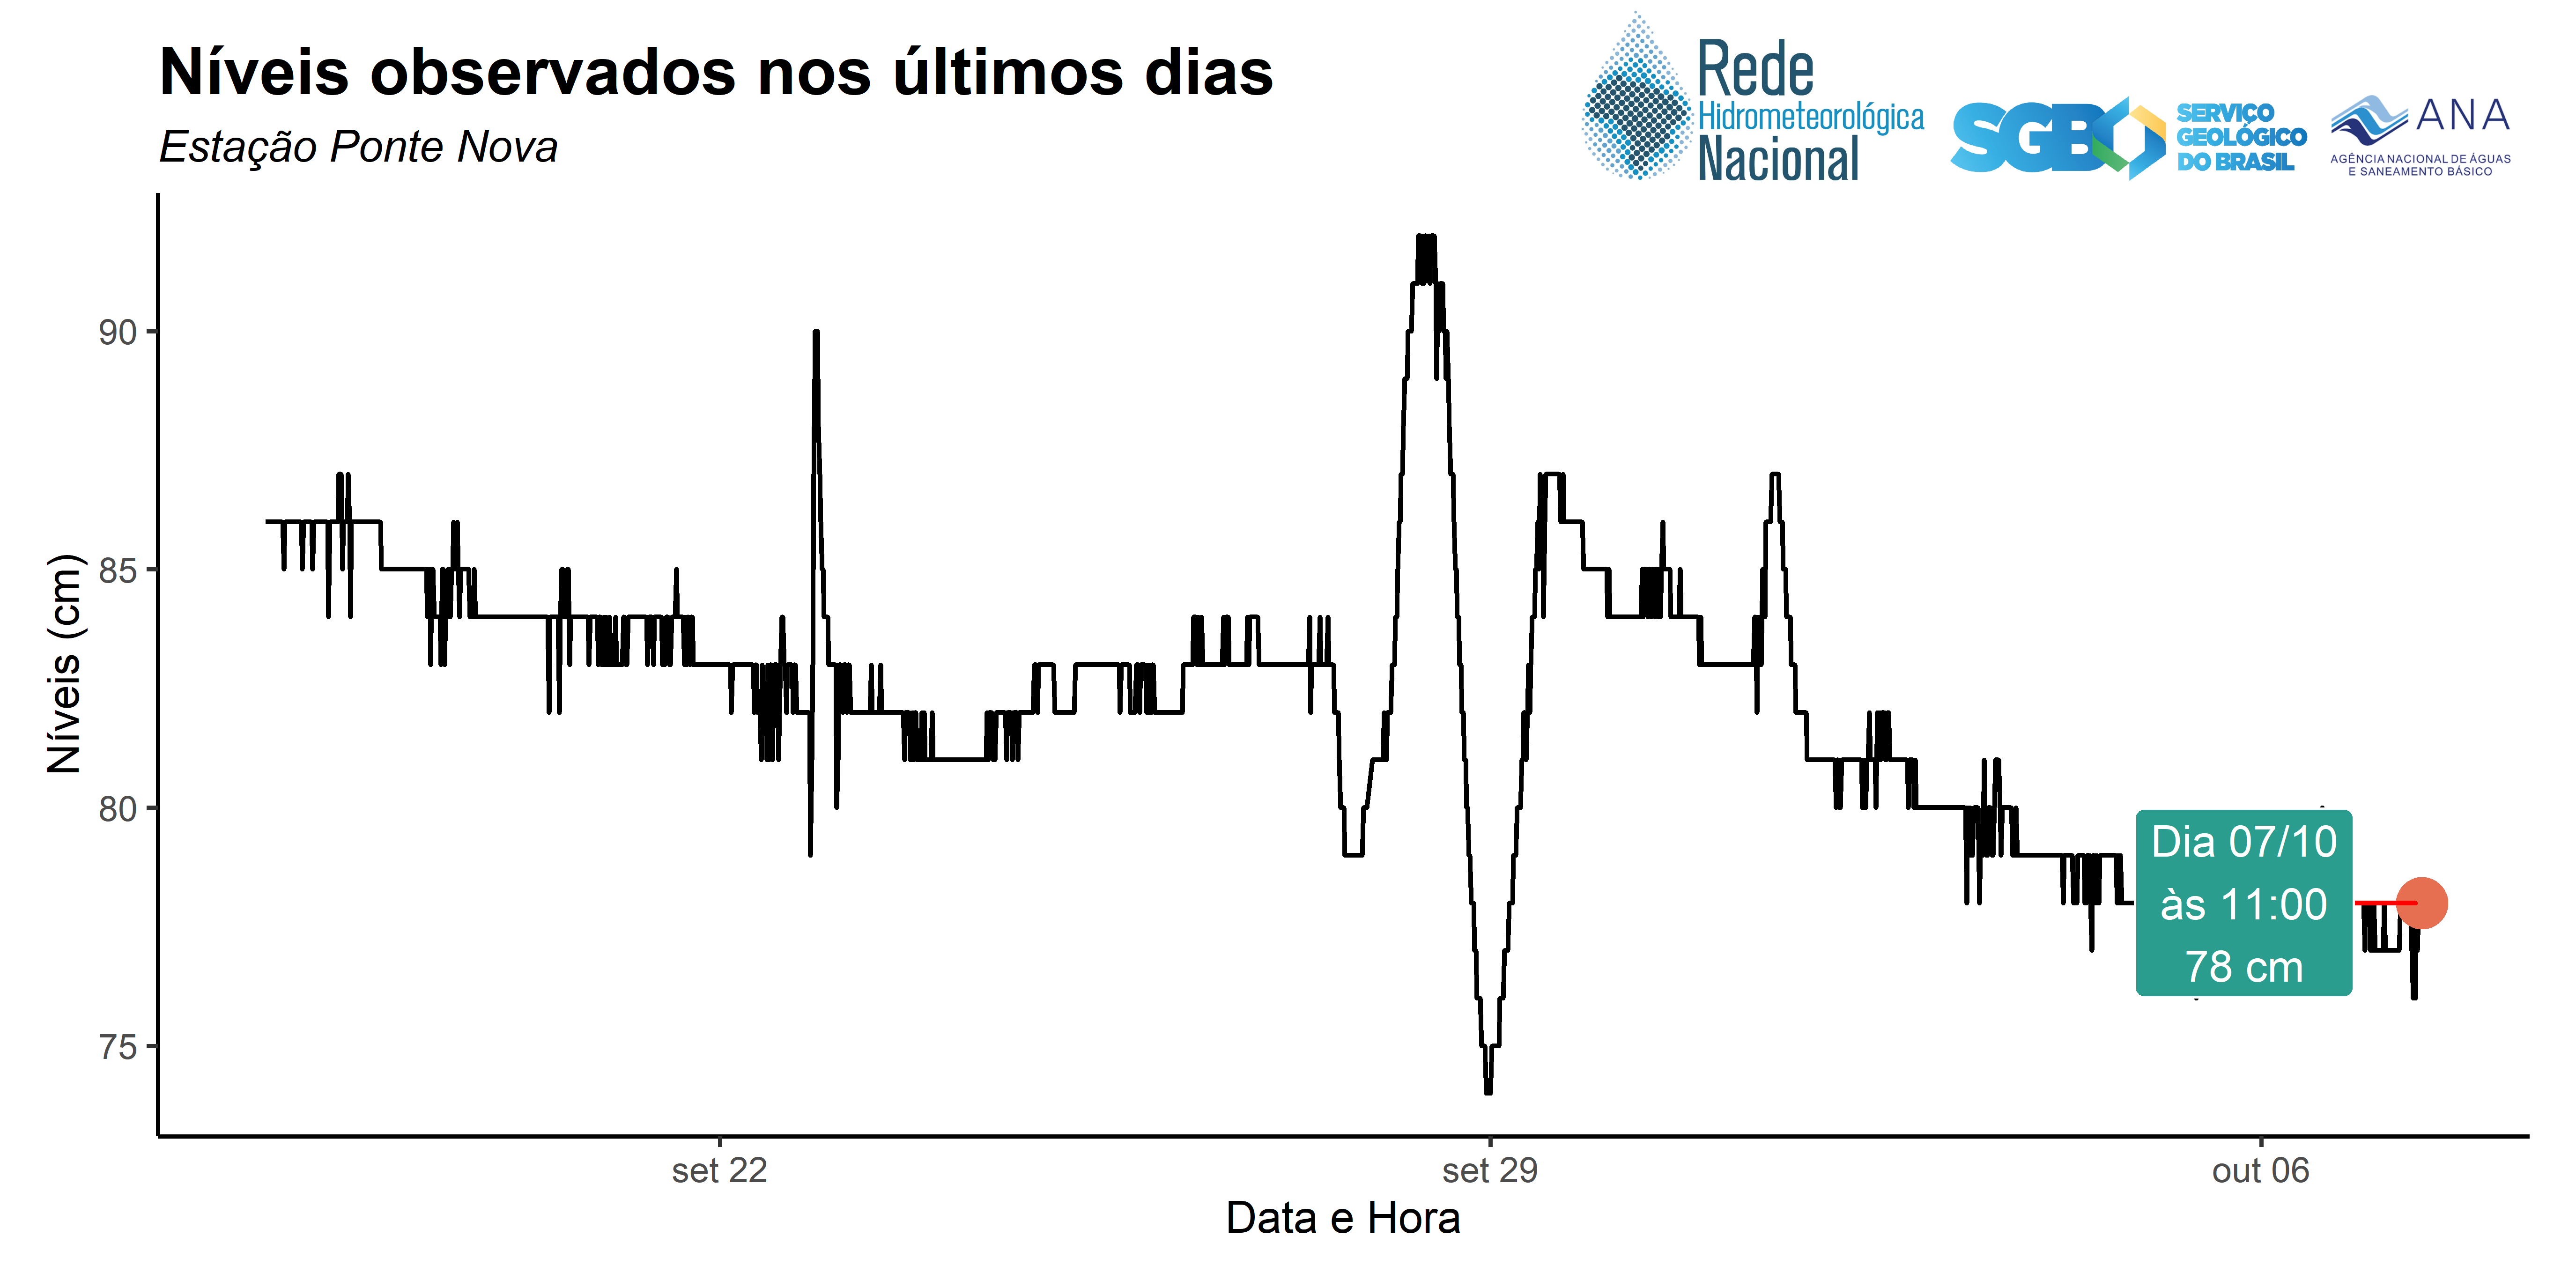 Níveis observados nos últimos dias
Estação Ponte Nova
Rede
Hidrometeorológica
Nacional
SGB
SERVIÇO
GEOLÓGICO
DO BRASIL
ANA
AGÊNCIA NACIONAL DE ÁGUAS
E SANEAMENTO BÁSICO
Níveis (cm)
90
85
80
75
Dia 07/10
às 11:00
78 cm
set 22
set 29
out 06
Data e Hora